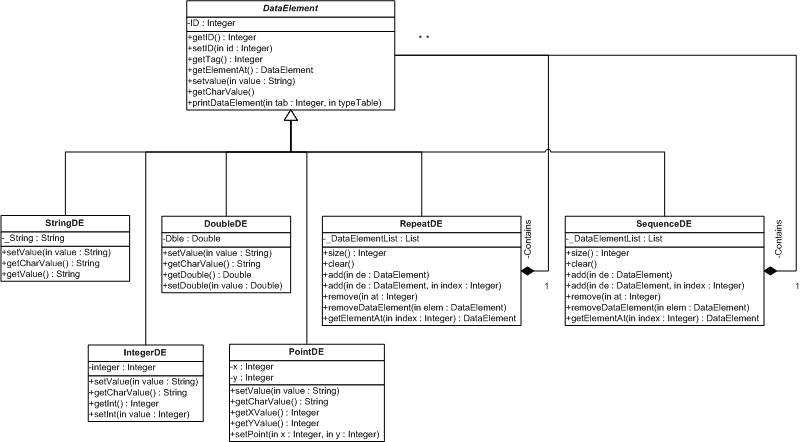 DataElement
-ID : Integer
+getID() : Integer
+setID(in id : Integer)
+getTag() : Integer
+getElementAt() : DataElement
+setvalue(in value : String)
+getCharValue()
+printDataElement(in tab : Integer, in typeTable)
* *
StringDE
-_String : String
+setValue(in value : String)
+getCharValue() : String
+getValue() : String
DoubleDE
-Dble : Double
+setValue(in value : String)
+getCharValue() : String
+getDouble() : Double
+setDouble(in value : Double)
RepeatDE
-_DataElementList : List
+size() : Integer
+clear()
+add(in de : DataElement)
+add(in de : DataElement, in index : Integer)
+remove(in at : Integer)
+removeDataElement(in elem : DataElement)
+getElementAt(in index : Integer) : DataElement
-Contains
1
SequenceDE
-_DataElementList : List
+size() : Integer
+clear()
+add(in de : DataElement)
+add(in de : DataElement, in index : Integer)
+remove(in at : Integer)
+removeDataElement(in elem : DataElement)
+getElementAt(in index : Integer) : DataElement
-Contains
1
IntegerDE
-integer : Integer
+setValue(in value : String)
+getCharValue() : String
+getInt() : Integer
+setInt(in value : Integer)
PointDE
-x : Integer
-y : Integer
+setValue(in value : String)
+getCharValue() : String
+getXValue() : Integer
+getYValue() : Integer
+setPoint(in x : Integer, in y : Integer)